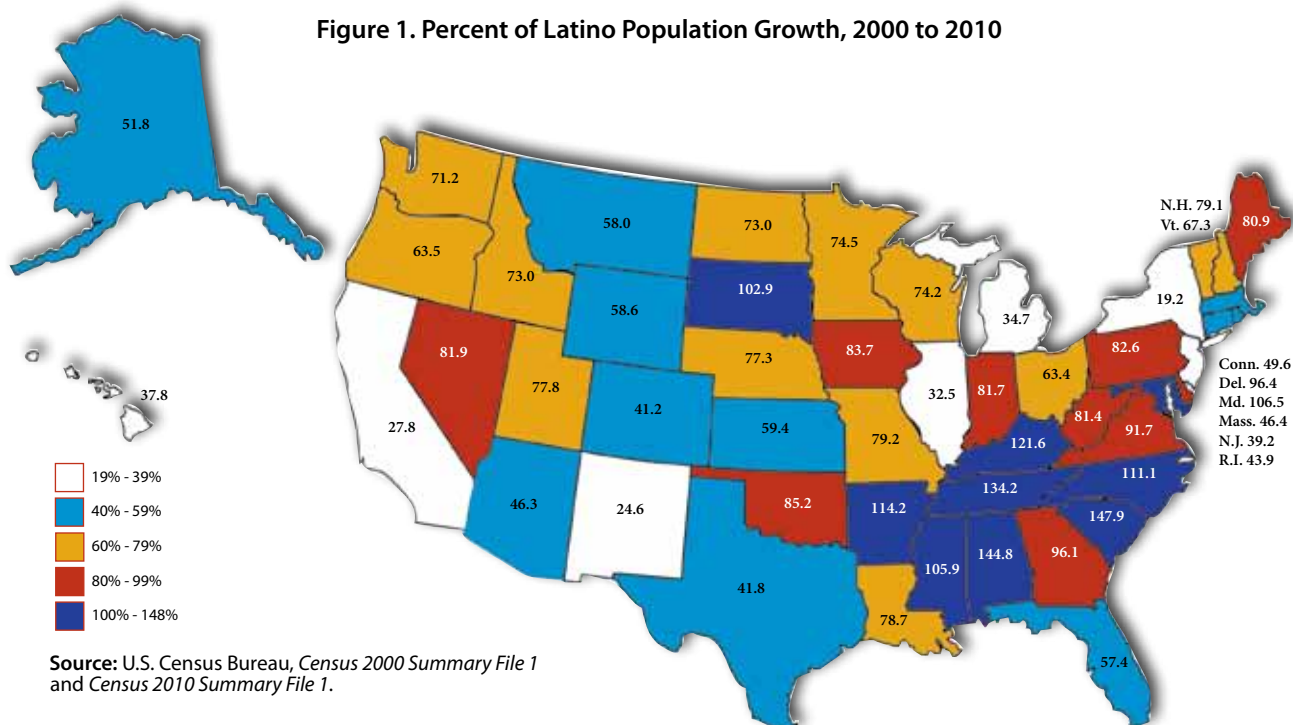 Figure 1. Percent of Latino Population Growth, 2000 to 2010
51.8
71.2
63.5
73.0
58.0
58.6
73.0
102.9
77.3
74.5
74.2
83.7
34.7
N.H. 79.1
Vt. 67.3
80.9
19.2
82.6
Conn. 49.6
Del. 96.4
Md. 106.5
Mass. 46.4
N.J. 39.2
R.I. 43.9
37.8
27.8
81.9
77.8
41.2
59.4
79.2
32.5
81.7
63.4
81.4
91.7
121.6
134.2
111.1
147.9
46.3
24.6
85.2
114.2
105.9
144.8
96.1
41.8
78.7
57.4
19% - 39%
40% - 59%
60% - 79%
80% - 99%
100% - 148%
Source: U.S. Census Bureau, Census 2000 Summary File 1
and Census 2010 Summary File 1.